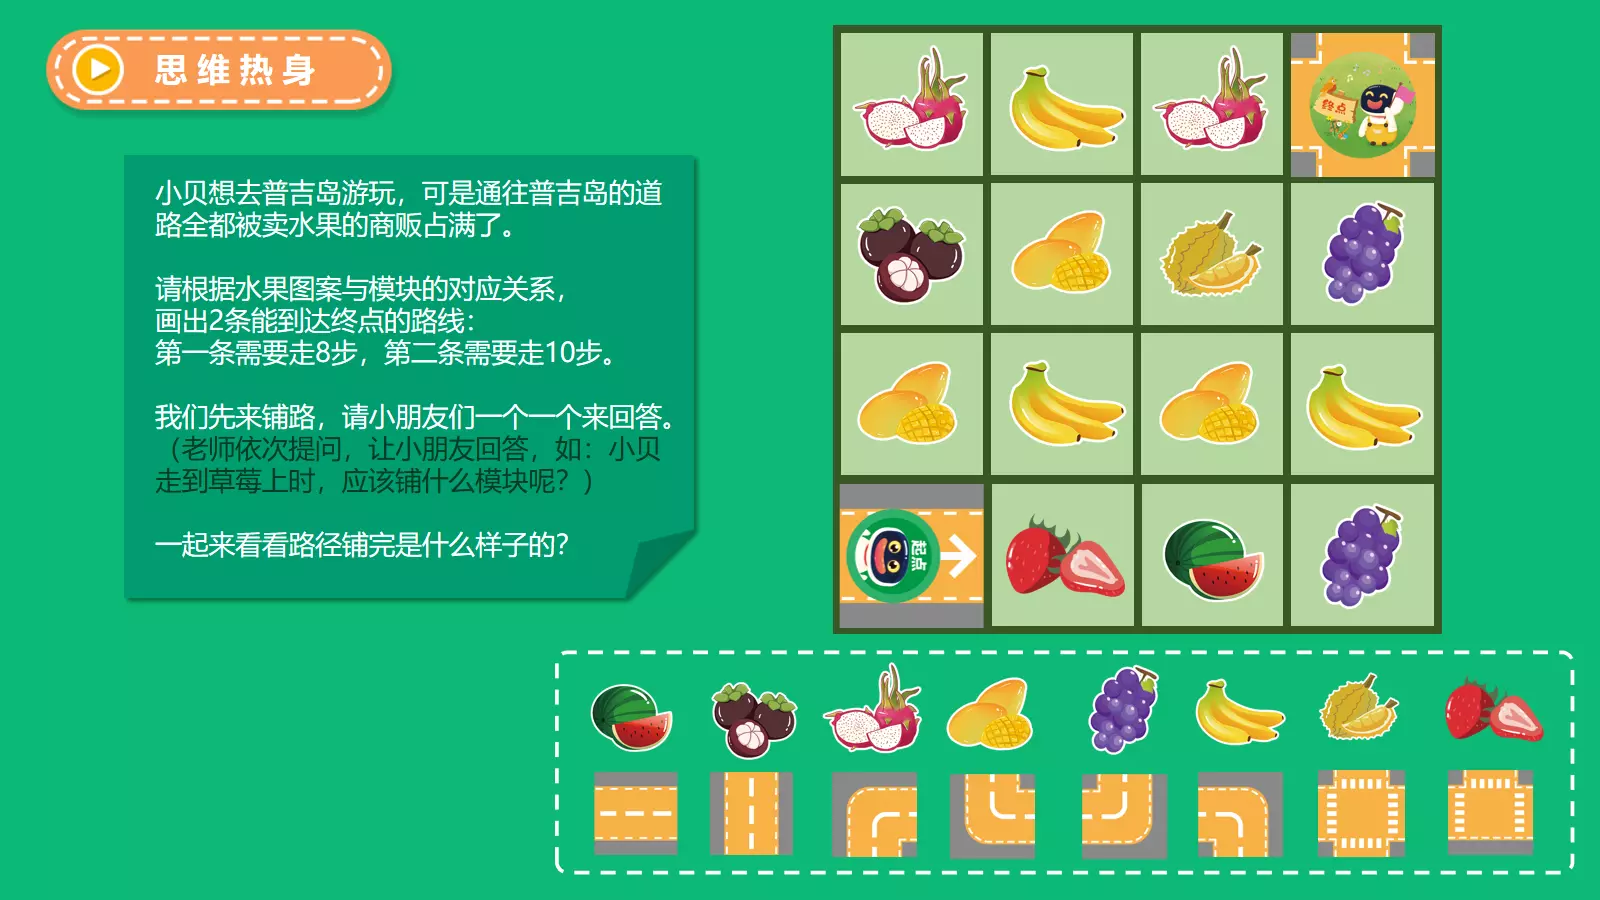 思维热身
小贝想去普吉岛游玩，可是通往普吉岛的道
路全都被卖水果的商贩占满了。
请根据水果图案与模块的对应关系，
画出2条能到达终点的路线：
第一条需要走8步，第二条需要走10步。
我们先来铺路，请小朋友们一个一个来回答。
（老师依次提问，让小朋友回答，如：小贝
走到草莓上时，应该铺什么模块呢？）
一起来看看路径铺完是什么样子的？
终点
起点